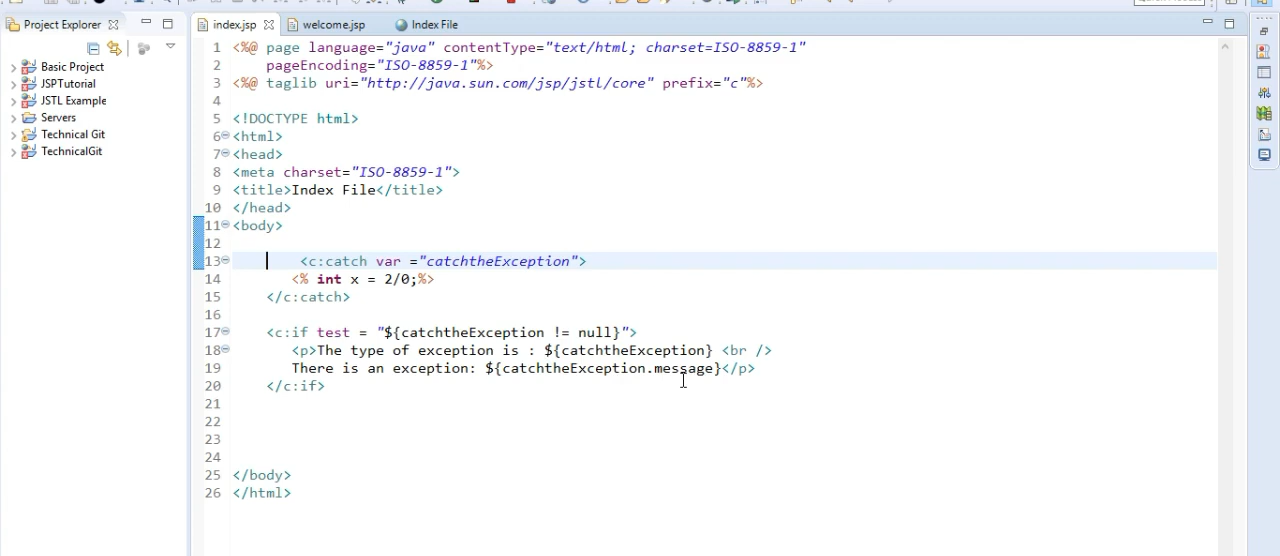 Project Explorer
Basic Project
JSPTutorial
JSTL Example
Servers
Technical Git
TechnicalGit
index.jsp welcome.jsp Index File
1 <%@ page language="java" contentType="text/html; charset=ISO-8859-1"
2 pageEncoding="ISO-8859-1"%>
3 <%@ taglib uri="http://java.sun.com/jsp/jstl/core" prefix="c"%>
4
5 <!DOCTYPE html>
6 <html>
7 <head>
8 <meta charset="ISO-8859-1">
9 <title>Index File</title>
10 </head>
11 <body>
12
13 <c:catch var ="catchtheException">
14 <% int x = 2/0;%>
15 </c:catch>
16
17 <c:if test = "${catchtheException != null}">
18 <p>The type of exception is : ${catchtheException} <br />
19 There is an exception: ${catchtheException.message}</p>
20 </c:if>
21
22
23
24
25 </body>
26 </html>